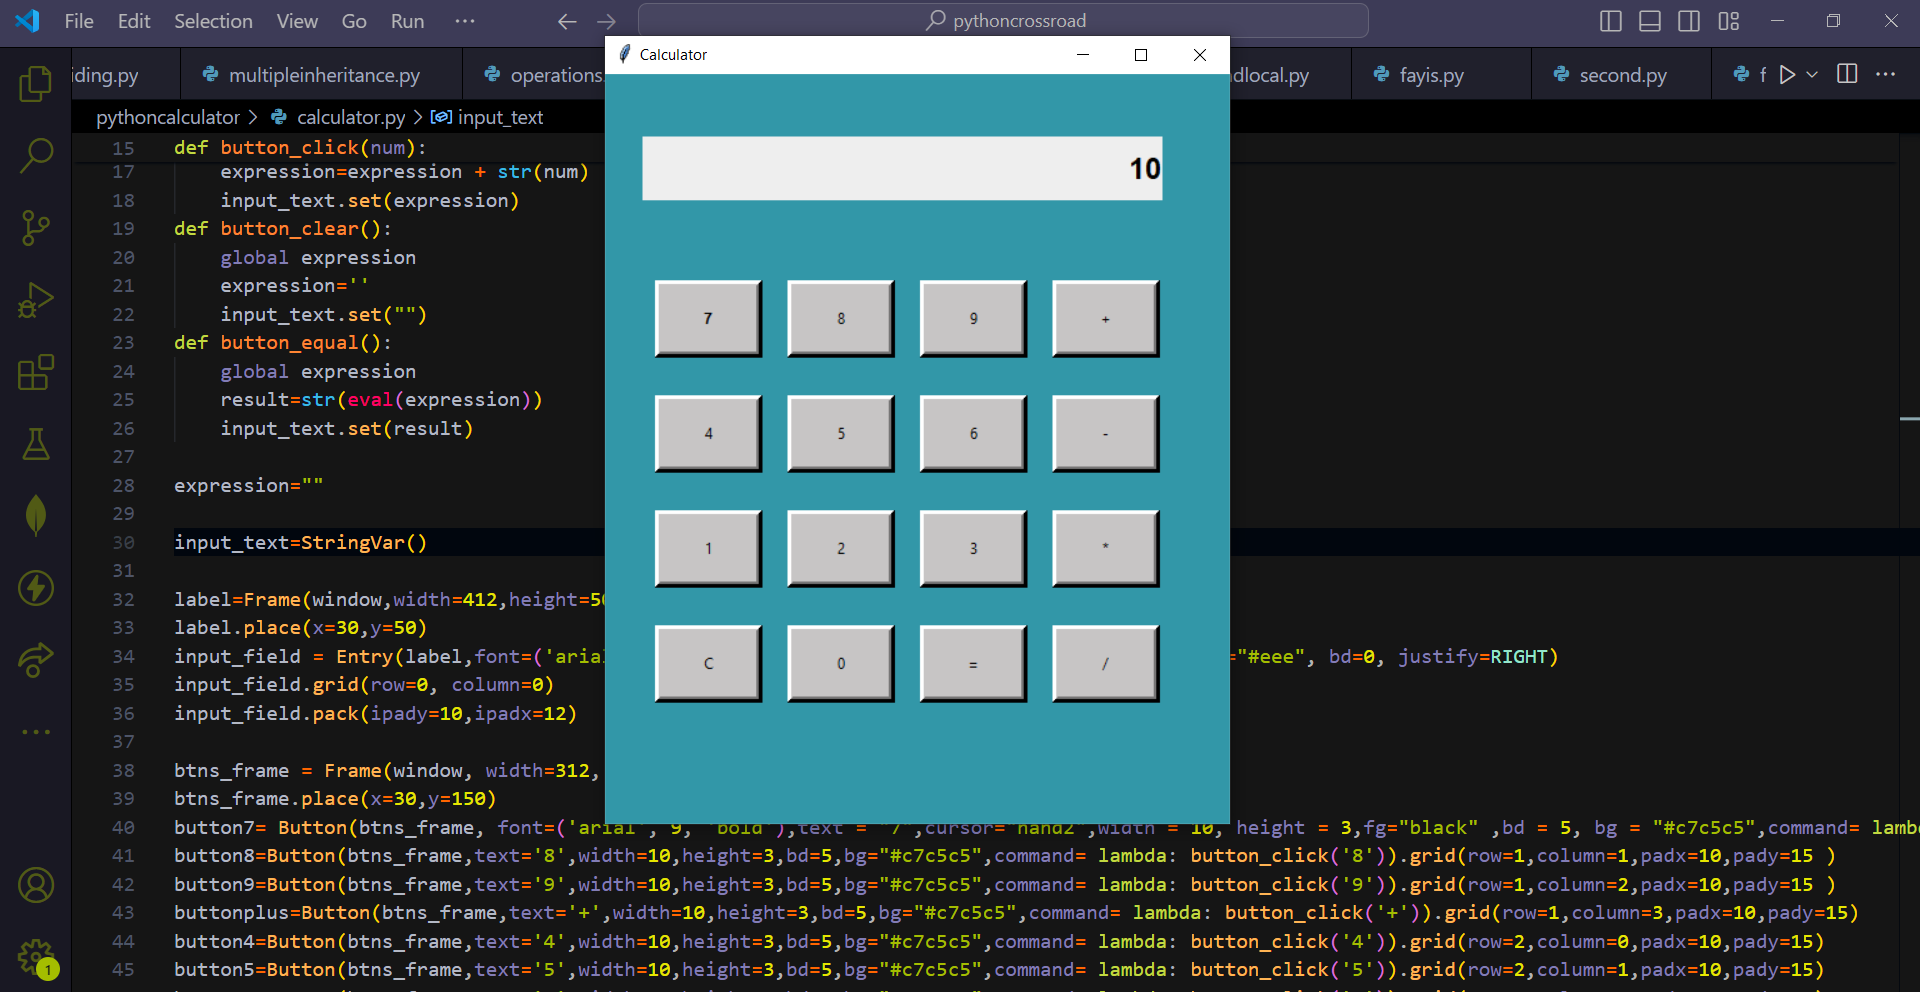 File Edit Selection View Go Run ... pythoncrossroad
Calculator
iding.py multipleinheritance.py operations. dlocal.py fayis.py second.py f
pythoncalculator > calculator.py > input_text
10
7 8 9 +
4 5 6 -
1 2 3 *
C 0 = /
15 def button_click(num):
17 expression=expression + str(num)
18 input_text.set(expression)
19 def button_clear():
20 global expression
21 expression=''
22 input_text.set("")
23 def button_equal():
24 global expression
25 result=str(eval(expression))
26 input_text.set(result)
27
28 expression=""
29
30 input_text=StringVar()
31
32 label=Frame(window,width=412,height=50
33 label.place(x=30,y=50)
34 input_field = Entry(label,font=('arial ="#eee", bd=0, justify=RIGHT)
35 input_field.grid(row=0, column=0)
36 input_field.pack(ipady=10,ipadx=12)
37
38 btns_frame = Frame(window, width=312,
39 btns_frame.place(x=30,y=150)
40 button7= Button(btns_frame, font=('arial', 9, 'bold'),text = "7",cursor="hand2",width = 10, height = 3,fg="black" ,bd = 5, bg = "#c7c5c5",command= lamb
41 button8=Button(btns_frame,text='8',width=10,height=3,bd=5,bg="#c7c5c5",command= lambda: button_click('8')).grid(row=1,column=1,padx=10,pady=15 )
42 button9=Button(btns_frame,text='9',width=10,height=3,bd=5,bg="#c7c5c5",command= lambda: button_click('9')).grid(row=1,column=2,padx=10,pady=15 )
43 buttonplus=Button(btns_frame,text='+',width=10,height=3,bd=5,bg="#c7c5c5",command= lambda: button_click('+')).grid(row=1,column=3,padx=10,pady=15)
44 button4=Button(btns_frame,text='4',width=10,height=3,bd=5,bg="#c7c5c5",command= lambda: button_click('4')).grid(row=2,column=0,padx=10,pady=15)
45 button5=Button(btns_frame,text='5',width=10,height=3,bd=5,bg="#c7c5c5",command= lambda: button_click('5')).grid(row=2,column=1,padx=10,pady=15)
1